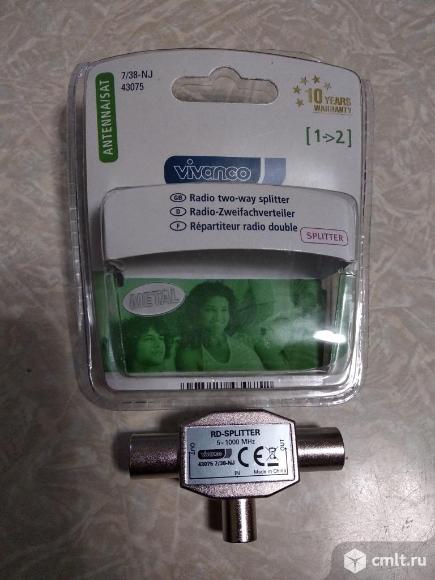 ANTENNA/SAT
7/38-NJ
43075
10 YEARS
WARRANTY
[1->2]
vivanco
GB Radio two-way splitter
D Radio-Zweifachverteiler
F Répartiteur radio double
SPLITTER
METAL
RD-SPLITTER
5-1000 MHz
OUT
OUT
vivanco
CE
43075 7/38-NJ
Made in China
IN
cmlt.ru